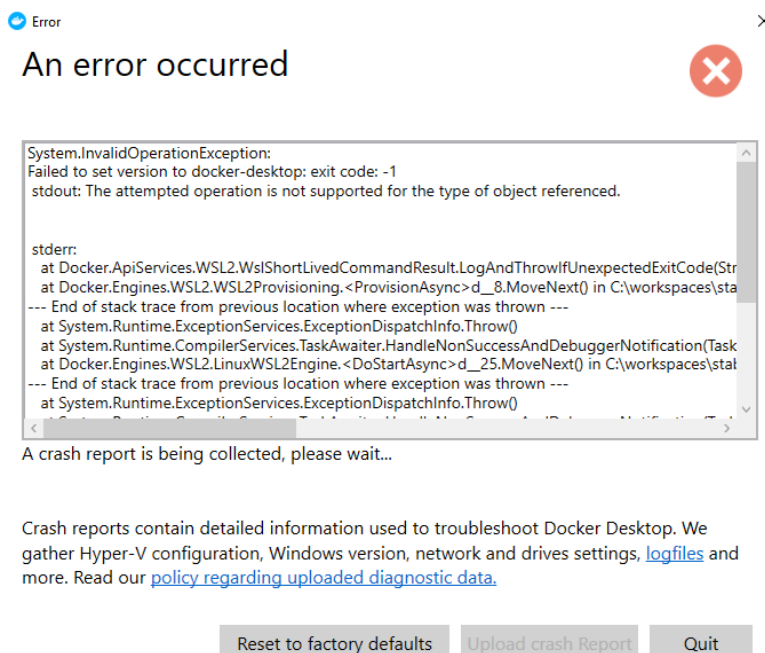 Error
An error occurred
System.InvalidOperationException:
Failed to set version to docker-desktop: exit code: -1
stdout: The attempted operation is not supported for the type of object referenced.
stderr:
at Docker.ApiServices.WSL2.WslShortLivedCommandResult.LogAndThrowIfUnexpectedExitCode(Str
at Docker.Engines.WSL2.WSL2Provisioning.<ProvisionAsync>d__8.MoveNext() in C:\workspaces\sta
--- End of stack trace from previous location where exception was thrown ---
at System.Runtime.ExceptionServices.ExceptionDispatchInfo.Throw()
at System.Runtime.CompilerServices.TaskAwaiter.HandleNonSuccessAndDebuggerNotification(Task
at Docker.Engines.WSL2.LinuxWSL2Engine.<DoStartAsync>d__25.MoveNext() in C:\workspaces\stal
--- End of stack trace from previous location where exception was thrown ---
at System.Runtime.ExceptionServices.ExceptionDispatchInfo.Throw()
A crash report is being collected, please wait...
Crash reports contain detailed information used to troubleshoot Docker Desktop. We
gather Hyper-V configuration, Windows version, network and drives settings, logfiles and
more. Read our policy regarding uploaded diagnostic data.
Reset to factory defaults
Upload crash Report
Quit